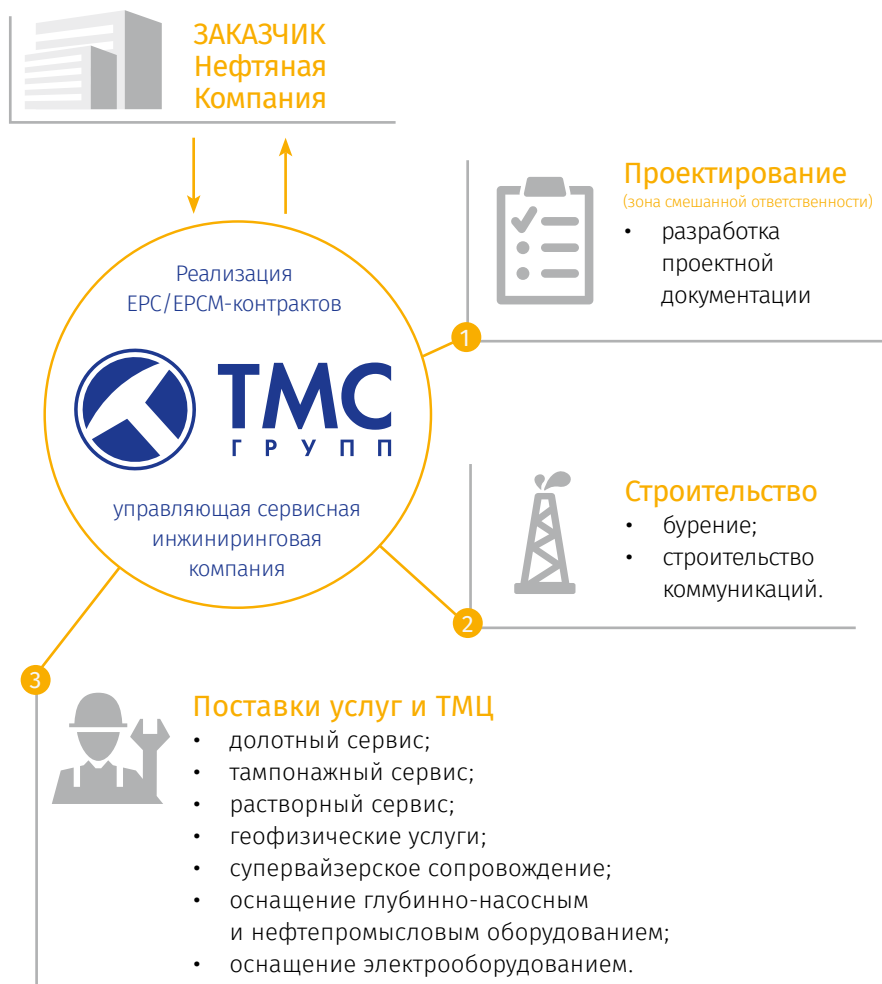 ЗАКАЗЧИК
Нефтяная
Компания
Реализация
EPC/EPCM-контрактов
ТМС
ГРУПП
управляющая сервисная
инжиниринговая
компания
1
Проектирование
(зона смешанной ответственности)
• разработка
проектной
документации
2
Строительство
• бурение;
• строительство
коммуникаций.
3
Поставки услуг и ТМЦ
• долотный сервис;
• тампонажный сервис;
• растворный сервис;
• геофизические услуги;
• супервайзерское сопровождение;
• оснащение глубинно-насосным
и нефтепромысловым оборудованием;
• оснащение электрооборудованием.